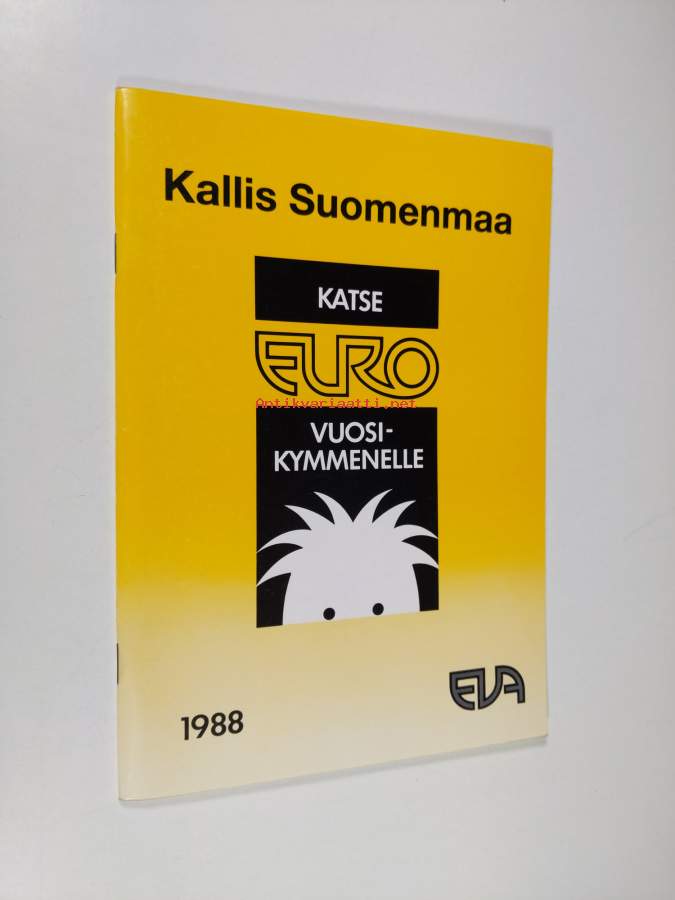 Kallis Suomenmaa
KATSE
EURO
Antikvariaatti.net
VUOSI-
KYMMENELLE
EVA
1988